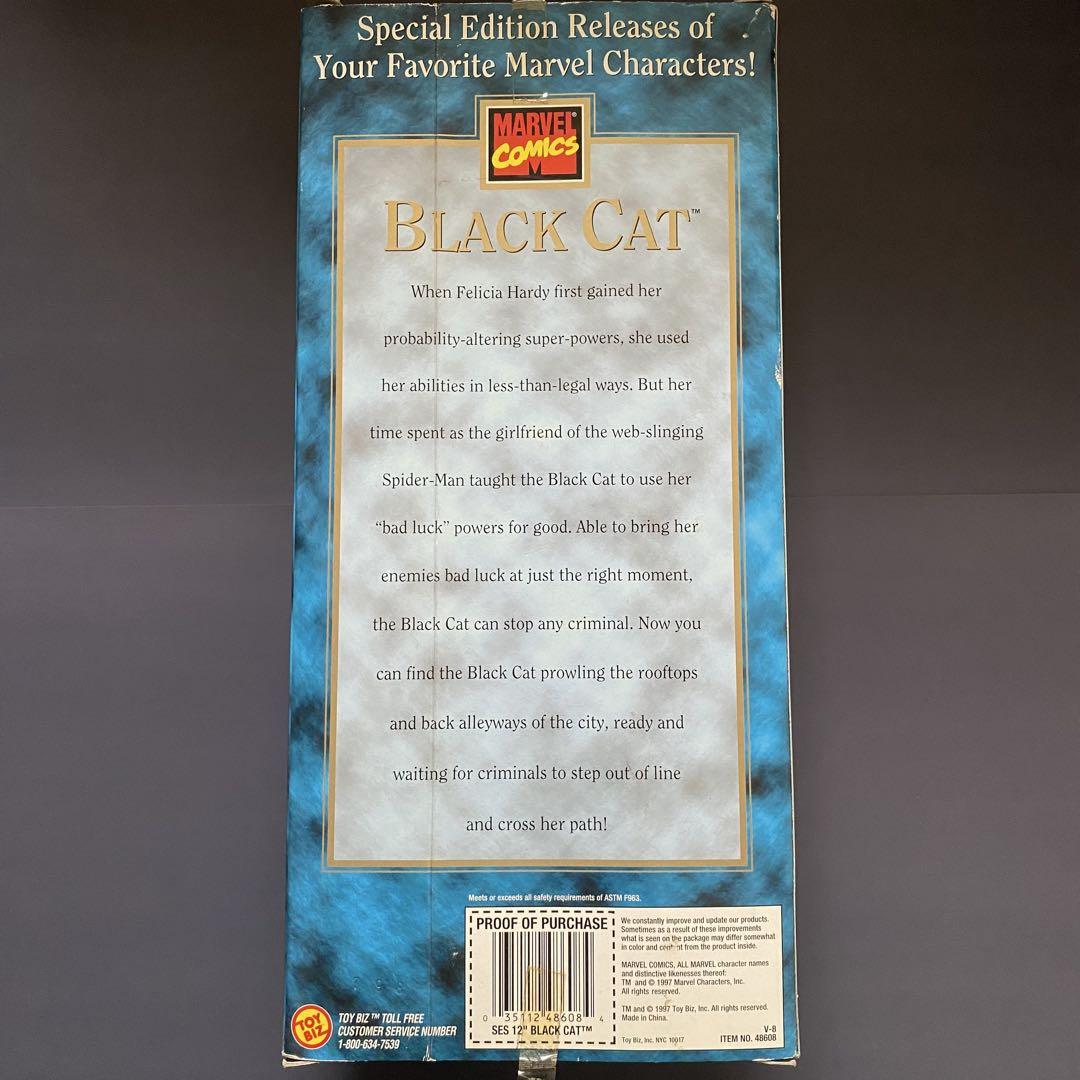 Special Edition Releases of
Your Favorite Marvel Characters!
MARVEL®
COMICS
M
BLACK CAT™
When Felicia Hardy first gained her
probability-altering super-powers, she used
her abilities in less-than-legal ways. But her
time spent as the girlfriend of the web-slinging
Spider-Man taught the Black Cat to use her
“bad luck” powers for good. Able to bring her
enemies bad luck at just the right moment,
the Black Cat can stop any criminal. Now you
can find the Black Cat prowling the rooftops
and back alleyways of the city, ready and
waiting for criminals to step out of line
and cross her path!
Meets or exceeds all safety requirements of ASTM F963.
PROOF OF PURCHASE
0 35112 48608 4
SES 12" BLACK CAT™
We constantly improve and update our products.
Sometimes as a result of these improvements
what is seen on the package may differ somewhat
in color and content from the product inside.
MARVEL COMICS, ALL MARVEL character names
and distinctive likenesses thereof:
TM and © 1997 Marvel Characters, Inc.
All rights reserved.
TM and © 1997 Toy Biz, Inc. All rights reserved.
Made in China.
V-8
Toy Biz, Inc. NYC 10017
ITEM NO. 48608
TOY
BIZ
TOY BIZ™ TOLL FREE
CUSTOMER SERVICE NUMBER
1-800-634-7539